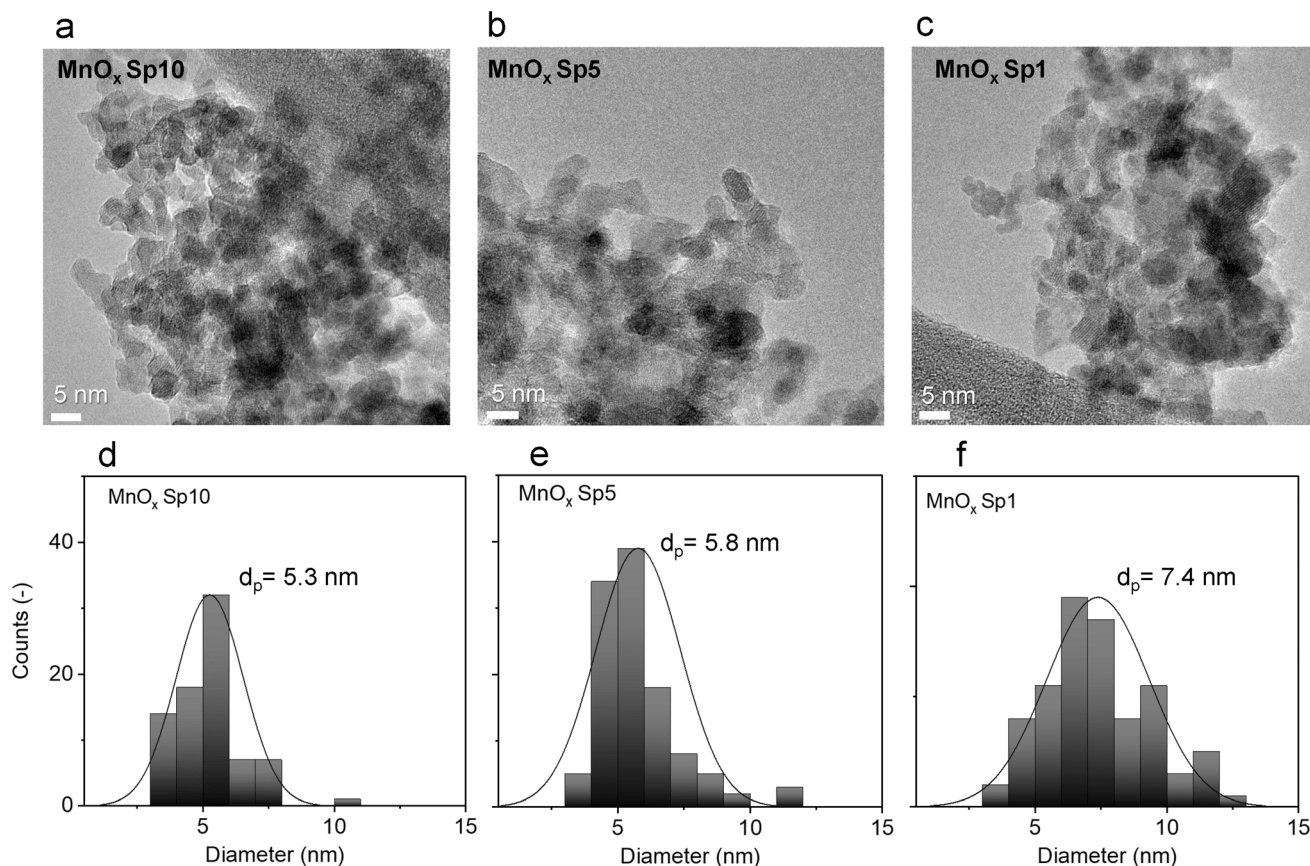 a
b
c
MnOₓ Sp10
MnOₓ Sp5
MnOₓ Sp1
5 nm
5 nm
5 nm
d
e
f
MnOₓ Sp10
MnOₓ Sp5
MnOₓ Sp1
dₚ= 5.3 nm
dₚ= 5.8 nm
dₚ= 7.4 nm
Counts (-)
40
20
0
5
10
15
5
10
15
5
10
15
Diameter (nm)
Diameter (nm)
Diameter (nm)